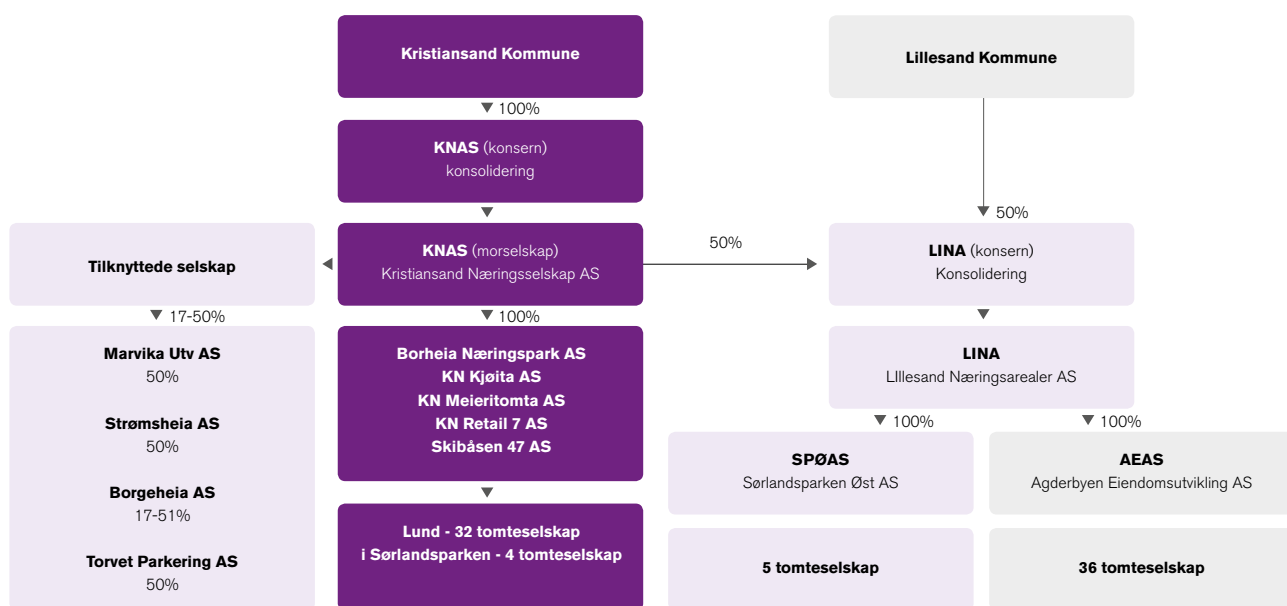 Kristiansand Kommune
Lillesand Kommune
100%
KNAS (konsern)
konsolidering
50%
Tilknyttede selskap
KNAS (morselskap)
Kristiansand Næringsselskap AS
50%
LINA (konsern)
Konsolidering
17-50%
100%
Marvika Utv AS
50%
Strømsheia AS
50%
Borgeheia AS
17-51%
Torvet Parkering AS
50%
Borheia Næringspark AS
KN Kjøita AS
KN Meieritomta AS
KN Retail 7 AS
Skibåsen 47 AS
Lund - 32 tomteselskap
i Sørlandsparken - 4 tomteselskap
LINA
LIllesand Næringsarealer AS
100%
100%
SPØAS
Sørlandsparken Øst AS
AEAS
Agderbyen Eiendomsutvikling AS
5 tomteselskap
36 tomteselskap